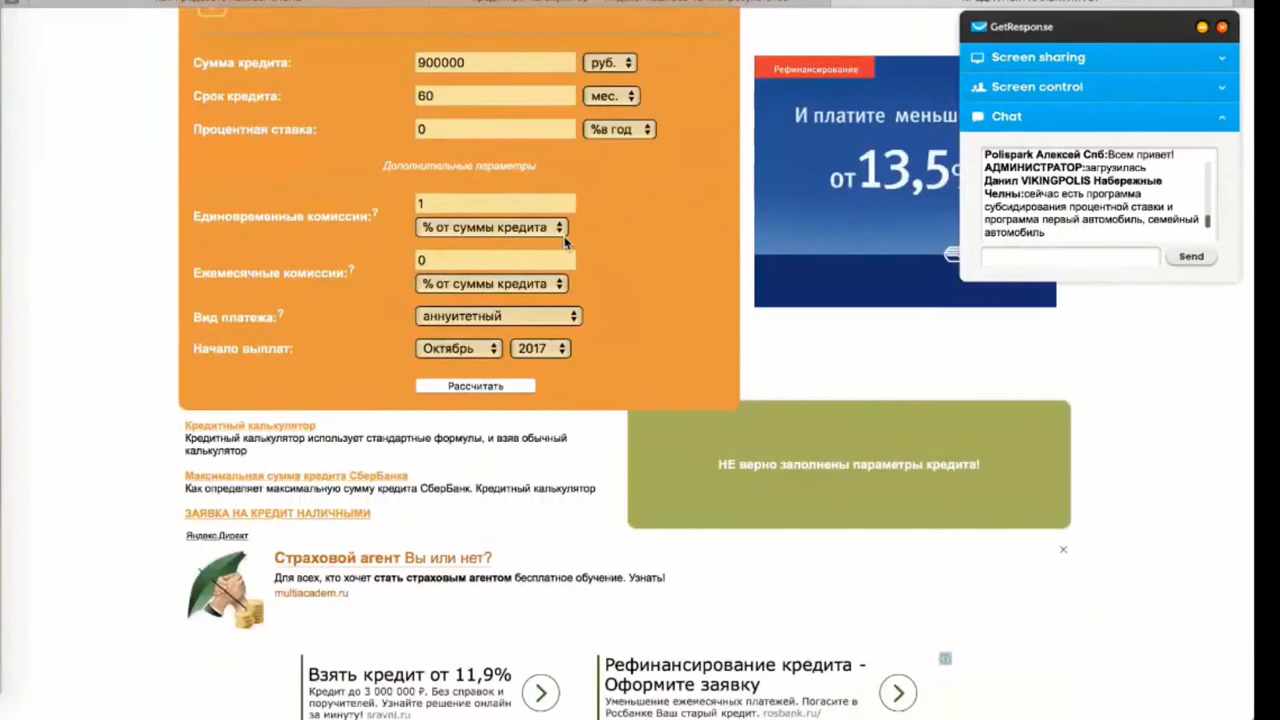 Сумма кредита: 900000 руб.
Срок кредита: 60 мес.
Процентная ставка: 0 %в год
Дополнительные параметры
Единовременные комиссии:? 1
% от суммы кредита
Ежемесячные комиссии:? 0
% от суммы кредита
Вид платежа:? аннуитетный
Начало выплат: Октябрь 2017
Рассчитать
Рефинансирование
И платите меньш
от 13,5%
GetResponse
Screen sharing
Screen control
Chat
Polispark Алексей Спб:Всем привет!
АДМИНИСТРАТОР:загрузилась
Данил VIKINGPOLIS Набережные
Челны:сейчас есть программа
субсидирования процентной ставки и
программа первый автомобиль, семейный
автомобиль
Send
Кредитный калькулятор
Кредитный калькулятор использует стандартные формулы, и взяв обычный
калькулятор
Максимальная сумма кредита СберБанка
Как определяет максимальную сумму кредита СберБанк. Кредитный калькулятор
ЗАЯВКА НА КРЕДИТ НАЛИЧНЫМИ
НЕ верно заполнены параметры кредита!
Яндекс.Директ
Страховой агент Вы или нет?
Для всех, кто хочет стать страховым агентом бесплатное обучение. Узнать!
multiacadem.ru
Взять кредит от 11,9%
Кредит до 3 000 000 ₽. Без справок и
поручителей. Узнайте решение онлайн
за минуту! sravni.ru
Рефинансирование кредита -
Оформите заявку
Уменьшение ежемесячных платежей. Погасите в
Росбанке Ваш старый кредит. rosbank.ru/